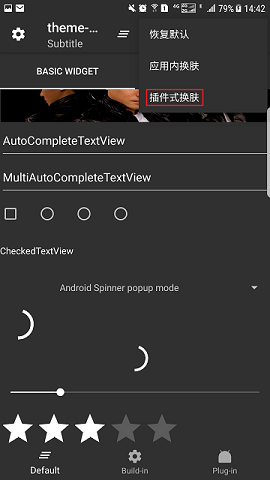 4G 79% 14:42
theme-...
Subtitle
恢复默认
应用内换肤
插件式换肤
BASIC WIDGET
AutoCompleteTextView
MultiAutoCompleteTextView
CheckedTextView
Android Spinner popup mode
Default Build-in Plug-in